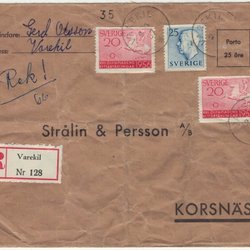 35
Gerd Olsson
Varekil
Rek!
SVERIGE
20
25
Porto
25 öre
SVERIGE
20
1956
Strålin & Persson A/B
Varekil
Nr 128
KORSNÄS